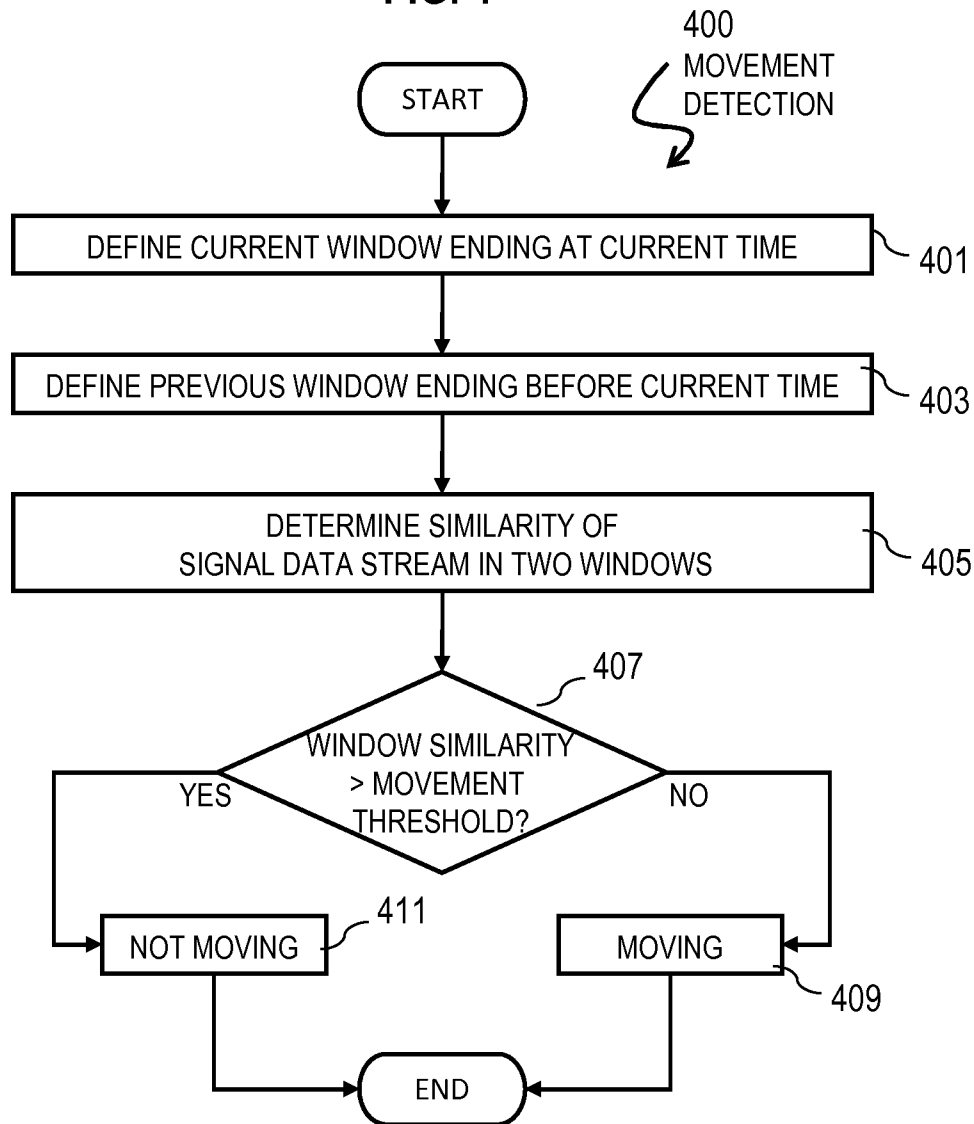 400
MOVEMENT
DETECTION
START
DEFINE CURRENT WINDOW ENDING AT CURRENT TIME
401
DEFINE PREVIOUS WINDOW ENDING BEFORE CURRENT TIME
403
DETERMINE SIMILARITY OF
SIGNAL DATA STREAM IN TWO WINDOWS
405
407
WINDOW SIMILARITY
> MOVEMENT
THRESHOLD?
YES
NO
411
NOT MOVING
MOVING
409
END